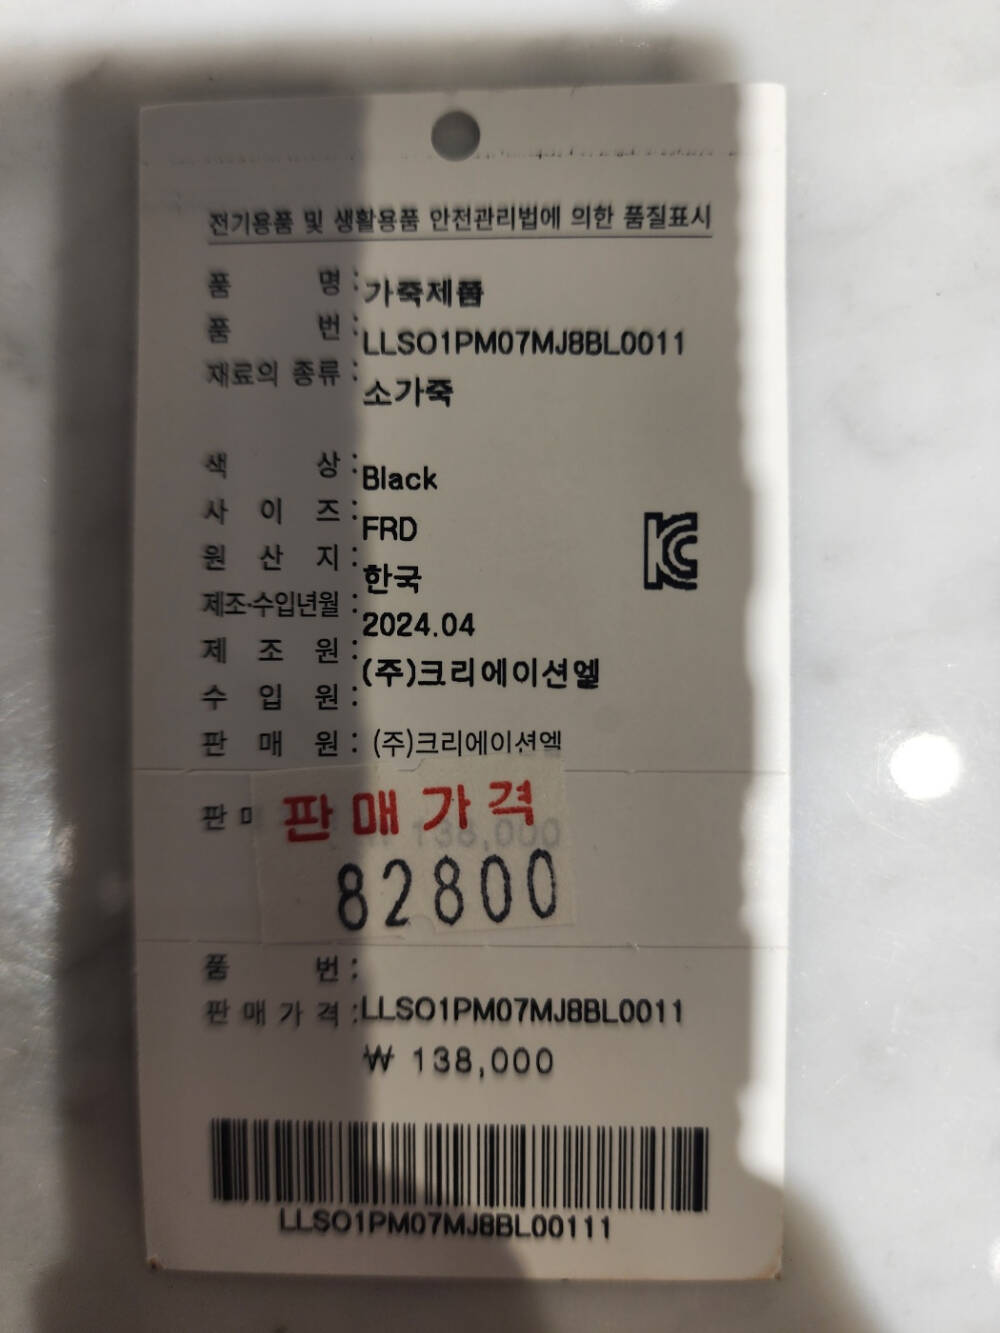 전기용품 및 생활용품 안전관리법에 의한 품질표시
품 명 : 가죽제품
품 번 : LLSO1PM07MJ8BL0011
재료의 종류 : 소가죽
색 상 : Black
사 이 즈 : FRD
원 산 지 : 한국
제조·수입년월 : 2024.04
제 조 원 : (주)크리에이션엘
수 입 원 :
판 매 원 : (주)크리에이션엘
KC
판매가격
판 138,000
82800
품 번 :
판 매 가 격 : LLSO1PM07MJ8BL0011
₩ 138,000
LLSO1PM07MJ8BL00111